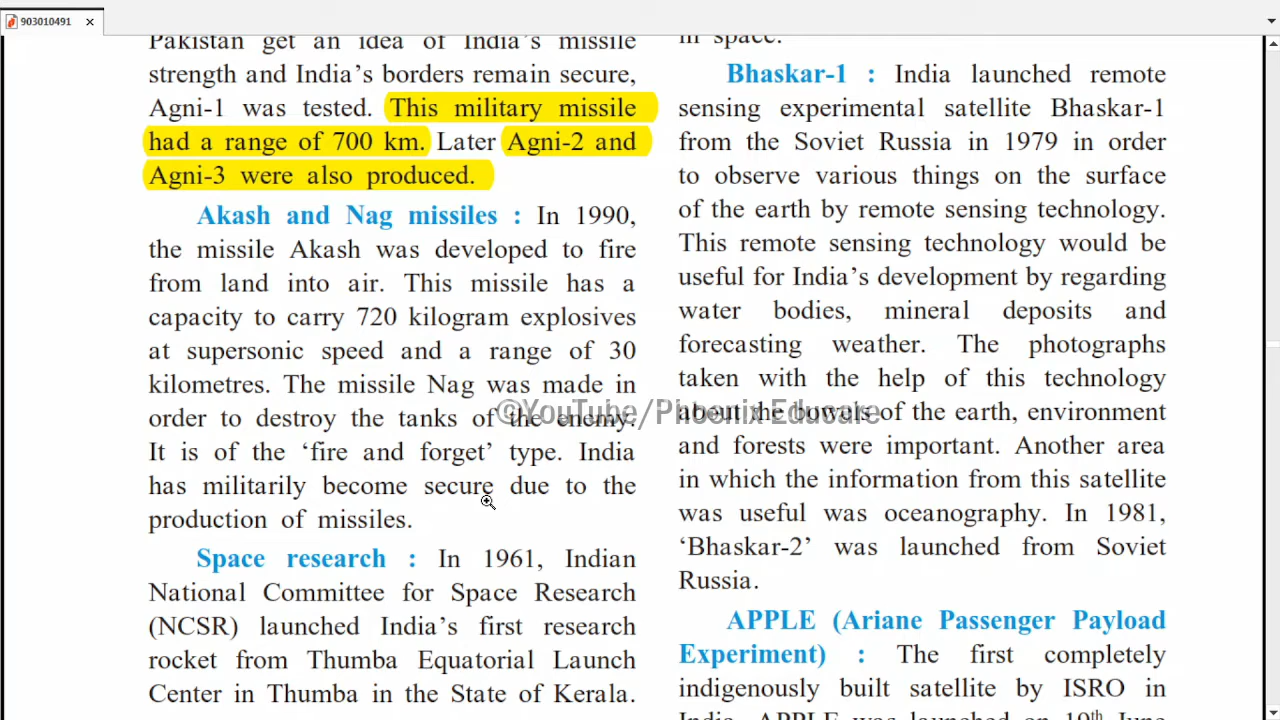 903010491
Pakistan get an idea of India's missile
strength and India's borders remain secure,
Agni-1 was tested. This military missile
had a range of 700 km. Later Agni-2 and
Agni-3 were also produced.
Akash and Nag missiles : In 1990,
the missile Akash was developed to fire
from land into air. This missile has a
capacity to carry 720 kilogram explosives
at supersonic speed and a range of 30
kilometres. The missile Nag was made in
order to destroy the tanks of the enemy.
It is of the 'fire and forget' type. India
has militarily become secure due to the
production of missiles.
Space research : In 1961, Indian
National Committee for Space Research
(NCSR) launched India's first research
rocket from Thumba Equatorial Launch
Center in Thumba in the State of Kerala.
in space.
Bhaskar-1 : India launched remote
sensing experimental satellite Bhaskar-1
from the Soviet Russia in 1979 in order
to observe various things on the surface
of the earth by remote sensing technology.
This remote sensing technology would be
useful for India's development by regarding
water bodies, mineral deposits and
forecasting weather. The photographs
taken with the help of this technology
about the bowels of the earth, environment
and forests were important. Another area
in which the information from this satellite
was useful was oceanography. In 1981,
'Bhaskar-2' was launched from Soviet
Russia.
APPLE (Ariane Passenger Payload
Experiment) : The first completely
indigenously built satellite by ISRO in
India, APPLE was launched on 19th June
©YouTube/Phoenix Educare